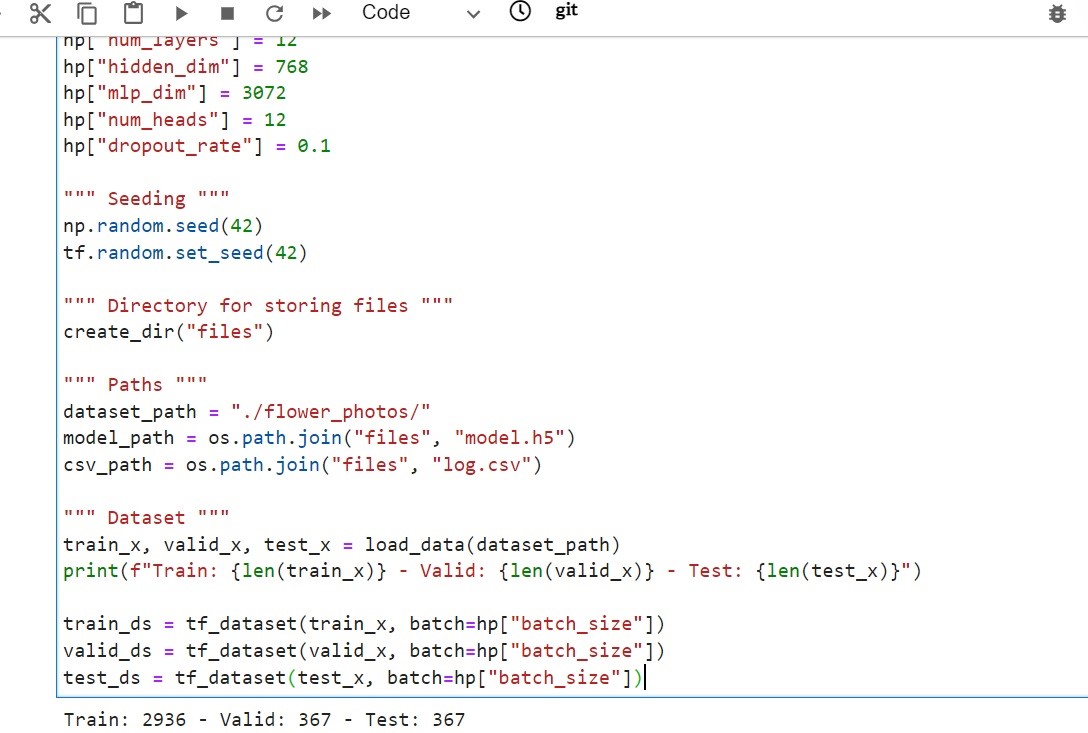 Code git
hp["num_layers"] = 12
hp["hidden_dim"] = 768
hp["mlp_dim"] = 3072
hp["num_heads"] = 12
hp["dropout_rate"] = 0.1
""" Seeding """
np.random.seed(42)
tf.random.set_seed(42)
""" Directory for storing files """
create_dir("files")
""" Paths """
dataset_path = "./flower_photos/"
model_path = os.path.join("files", "model.h5")
csv_path = os.path.join("files", "log.csv")
""" Dataset """
train_x, valid_x, test_x = load_data(dataset_path)
print(f"Train: {len(train_x)} - Valid: {len(valid_x)} - Test: {len(test_x)}")
train_ds = tf_dataset(train_x, batch=hp["batch_size"])
valid_ds = tf_dataset(valid_x, batch=hp["batch_size"])
test_ds = tf_dataset(test_x, batch=hp["batch_size"])
Train: 2936 - Valid: 367 - Test: 367